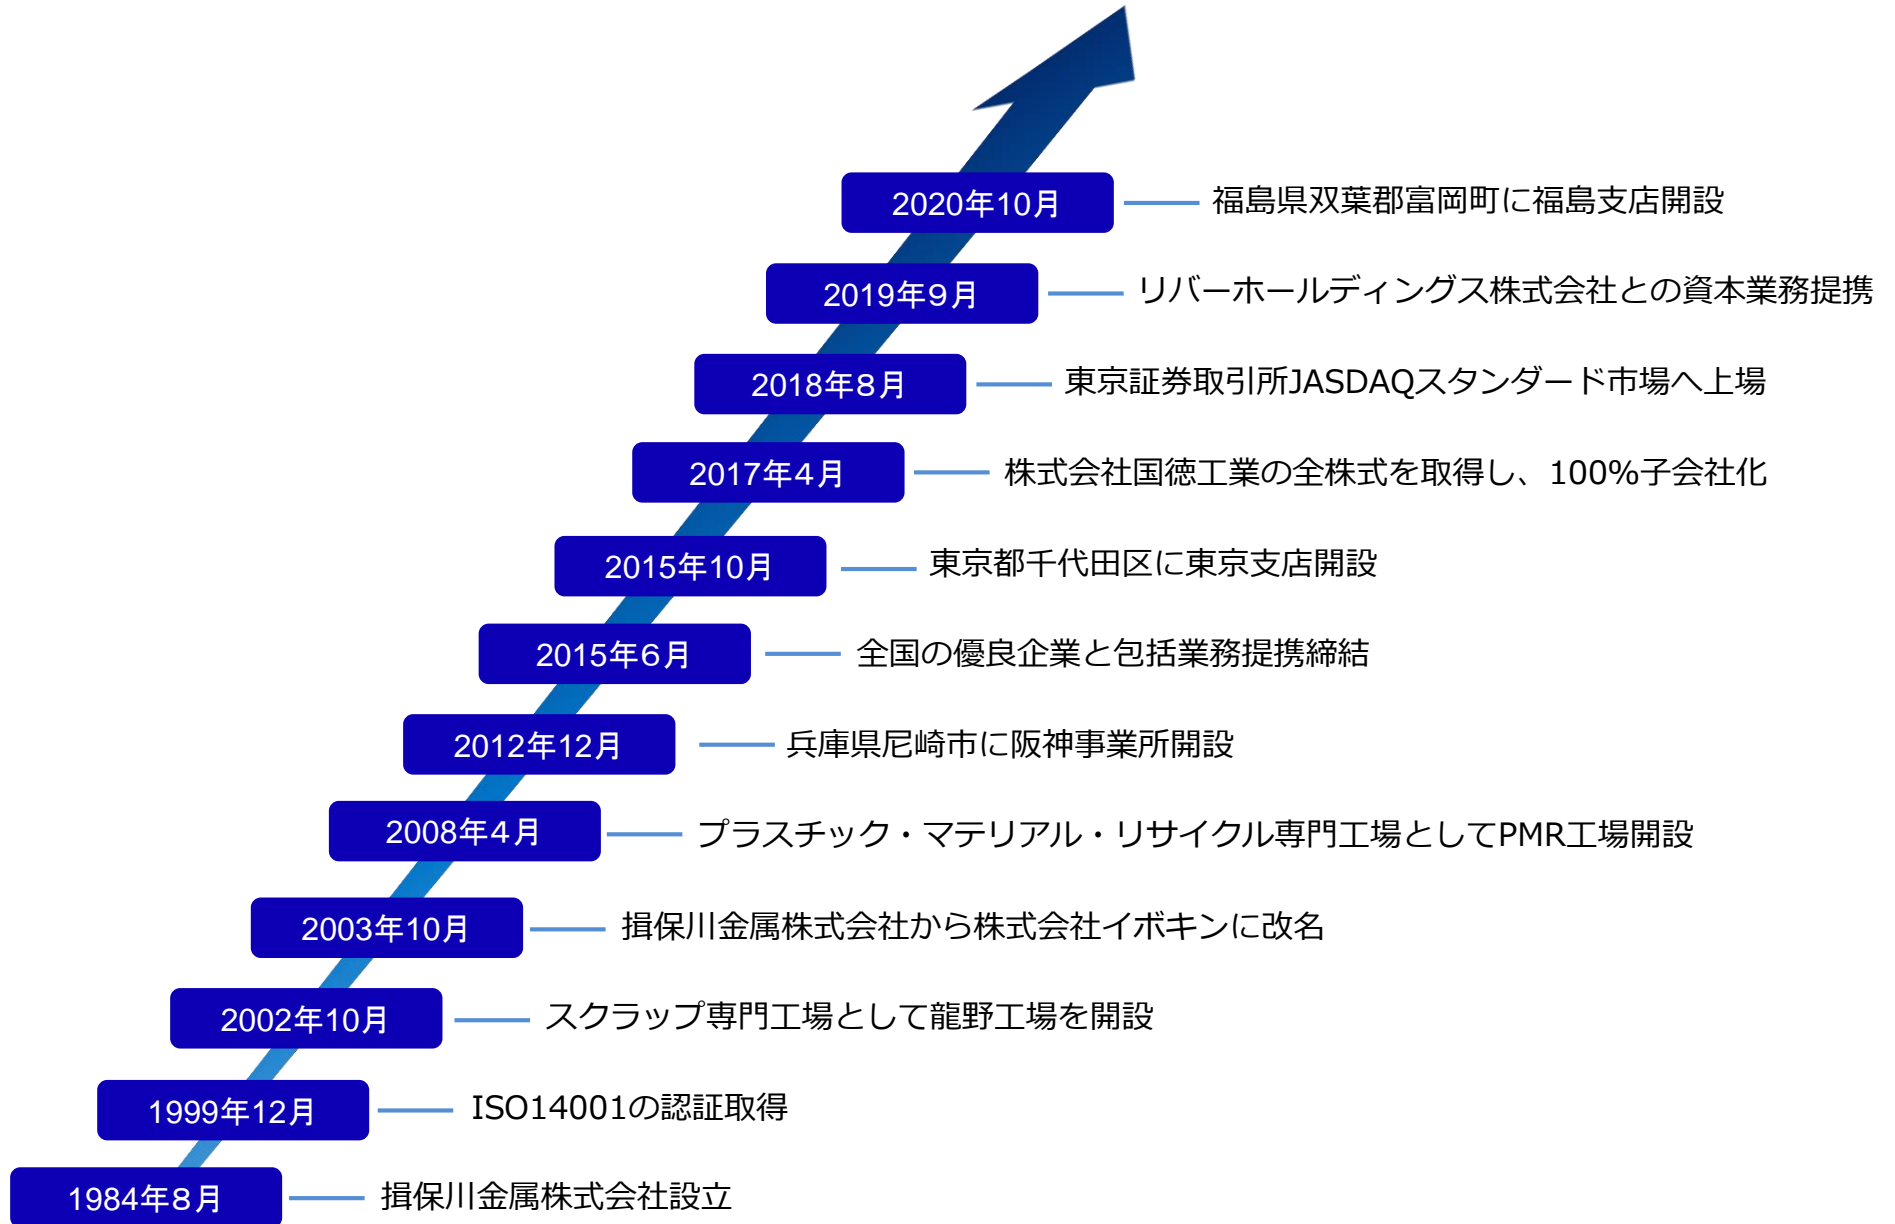 2020年10月 福島県双葉郡富岡町に福島支店開設
2019年９月 リバーホールディングス株式会社との資本業務提携
2018年８月 東京証券取引所JASDAQスタンダード市場へ上場
2017年４月 株式会社国徳工業の全株式を取得し、100%子会社化
2015年10月 東京都千代田区に東京支店開設
2015年６月 全国の優良企業と包括業務提携締結
2012年12月 兵庫県尼崎市に阪神事業所開設
2008年４月 プラスチック・マテリアル・リサイクル専門工場としてPMR工場開設
2003年10月 揖保川金属株式会社から株式会社イボキンに改名
2002年10月 スクラップ専門工場として龍野工場を開設
1999年12月 ISO14001の認証取得
1984年８月 揖保川金属株式会社設立